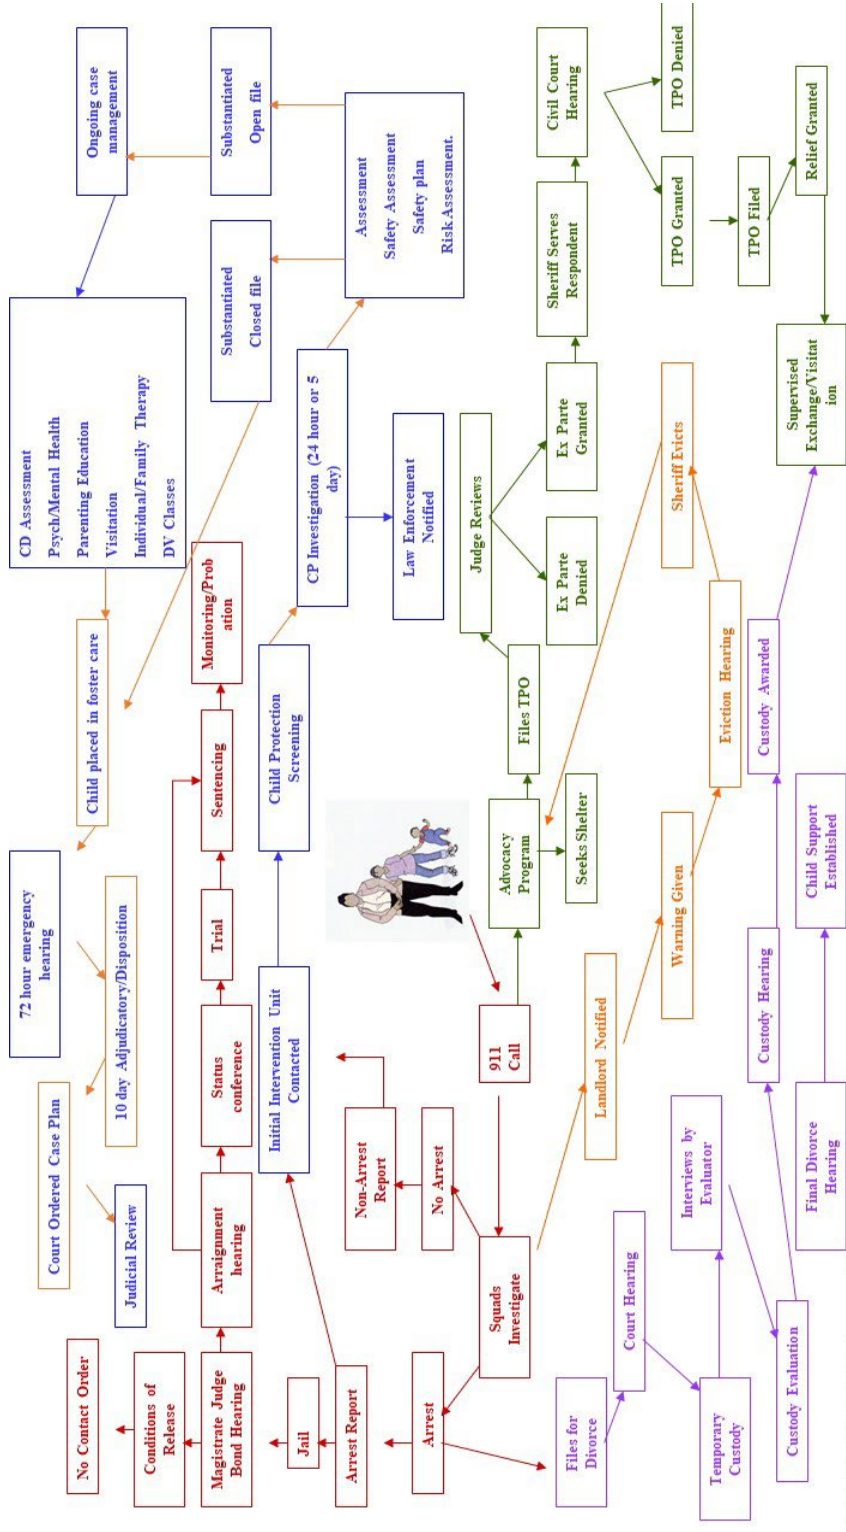 No Contact Order
Conditions of
Release
Magistrate Judge
Bond Hearing
Jail
Arrest Report
Arrest
Squads
Investigate
No Arrest
Non-Arrest
Report
911
Call
Arraignment
hearing
Status
conference
Trial
Sentencing
Monitoring/Prob
ation
Court Ordered Case Plan
Judicial Review
10 day Adjudicatory/Disposition
72 hour emergency
hearing
Child placed in foster care
CD Assessment
Psych/Mental Health
Parenting Education
Visitation
Individual/Family Therapy
DV Classes
Ongoing case
management
Substantiated
Open file
Substantiated
Closed file
Initial Intervention Unit
Contacted
Child Protection
Screening
CP Investigation (24 hour or 5
day)
Law Enforcement
Notified
Assessment
Safety Assessment
Safety plan
Risk Assessment.
Advocacy
Program
Seeks Shelter
Files TPO
Judge Reviews
Ex Parte
Denied
Ex Parte
Granted
Sheriff Serves
Respondent
Civil Court
Hearing
TPO Granted
TPO Denied
TPO Filed
Relief Granted
Supervised
Exchange/Visitat
ion
Landlord Notified
Warning Given
Eviction Hearing
Sheriff Evicts
Files for
Divorce
Court Hearing
Temporary
Custody
Interviews by
Evaluator
Custody Evaluation
Custody Hearing
Custody Awarded
Final Divorce
Hearing
Child Support
Established